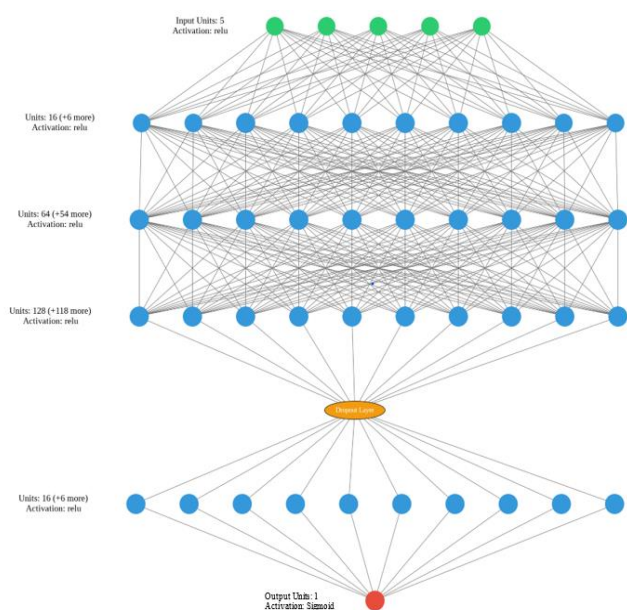 Input Units: 5
Activation: relu
Units: 16 (+6 more)
Activation: relu
Units: 64 (+54 more)
Activation: relu
Units: 128 (+118 more)
Activation: relu
Dropout Layer
Units: 16 (+6 more)
Activation: relu
Output Units: 1
Activation: Sigmoid